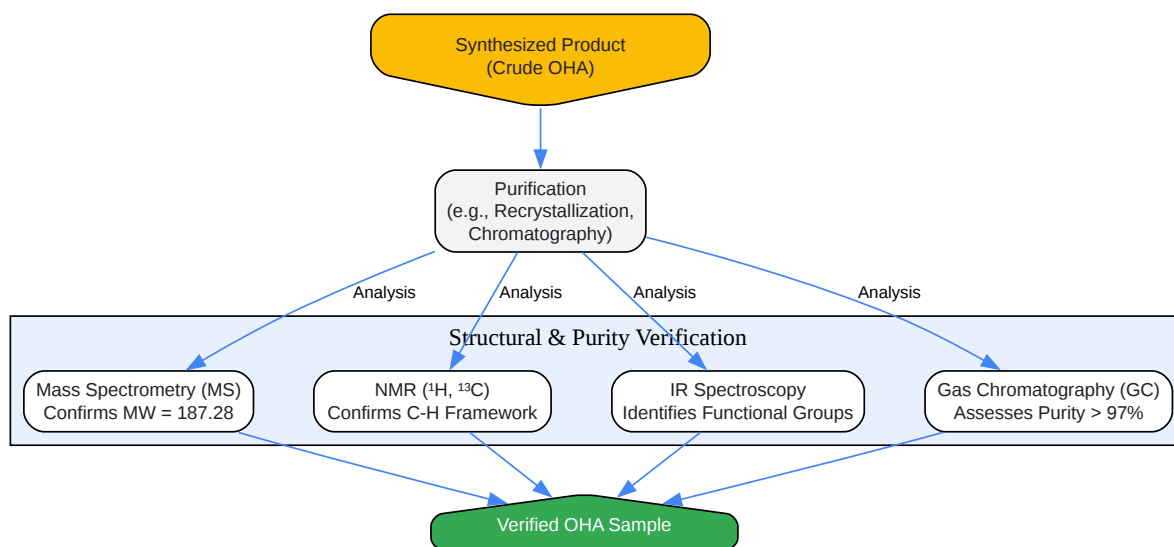 Synthesized Product
(Crude OHA)
Purification
(e.g., Recrystallization,
Chromatography)
Analysis
Analysis
Analysis
Analysis
Structural & Purity Verification
Mass Spectrometry (MS)
Confirms MW = 187.28
NMR (¹H, ¹³C)
Confirms C-H Framework
IR Spectroscopy
Identifies Functional Groups
Gas Chromatography (GC)
Assesses Purity > 97%
Verified OHA Sample